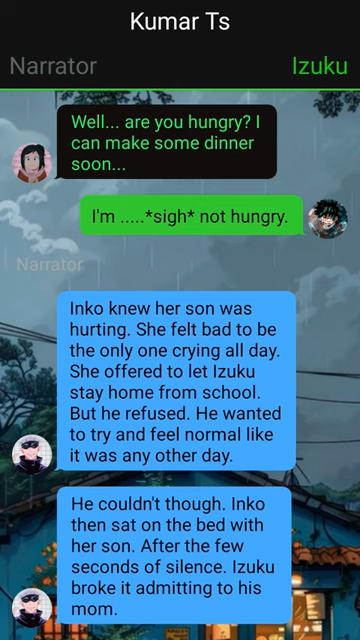 Kumar Ts
Narrator Izuku
Well... are you hungry? I
can make some dinner
soon...
I'm .....*sigh* not hungry.
Narrator
Inko knew her son was
hurting. She felt bad to be
the only one crying all day.
She offered to let Izuku
stay home from school.
But he refused. He wanted
to try and feel normal like
it was any other day.
He couldn't though. Inko
then sat on the bed with
her son. After the few
seconds of silence. Izuku
broke it admitting to his
mom.